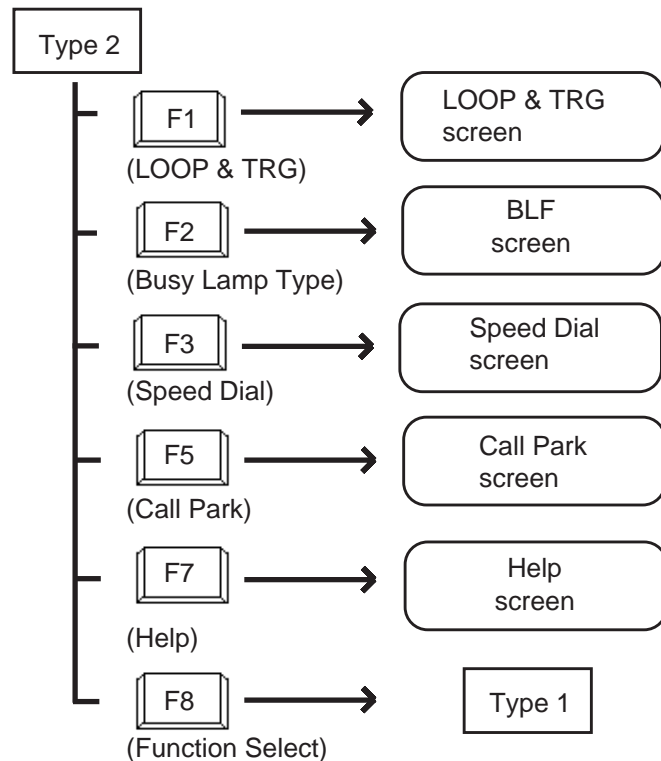 Type 2
F1
LOOP & TRG
screen
(LOOP & TRG)
F2
BLF
screen
(Busy Lamp Type)
F3
Speed Dial
screen
(Speed Dial)
F5
Call Park
screen
(Call Park)
F7
Help
screen
(Help)
F8
Type 1
(Function Select)